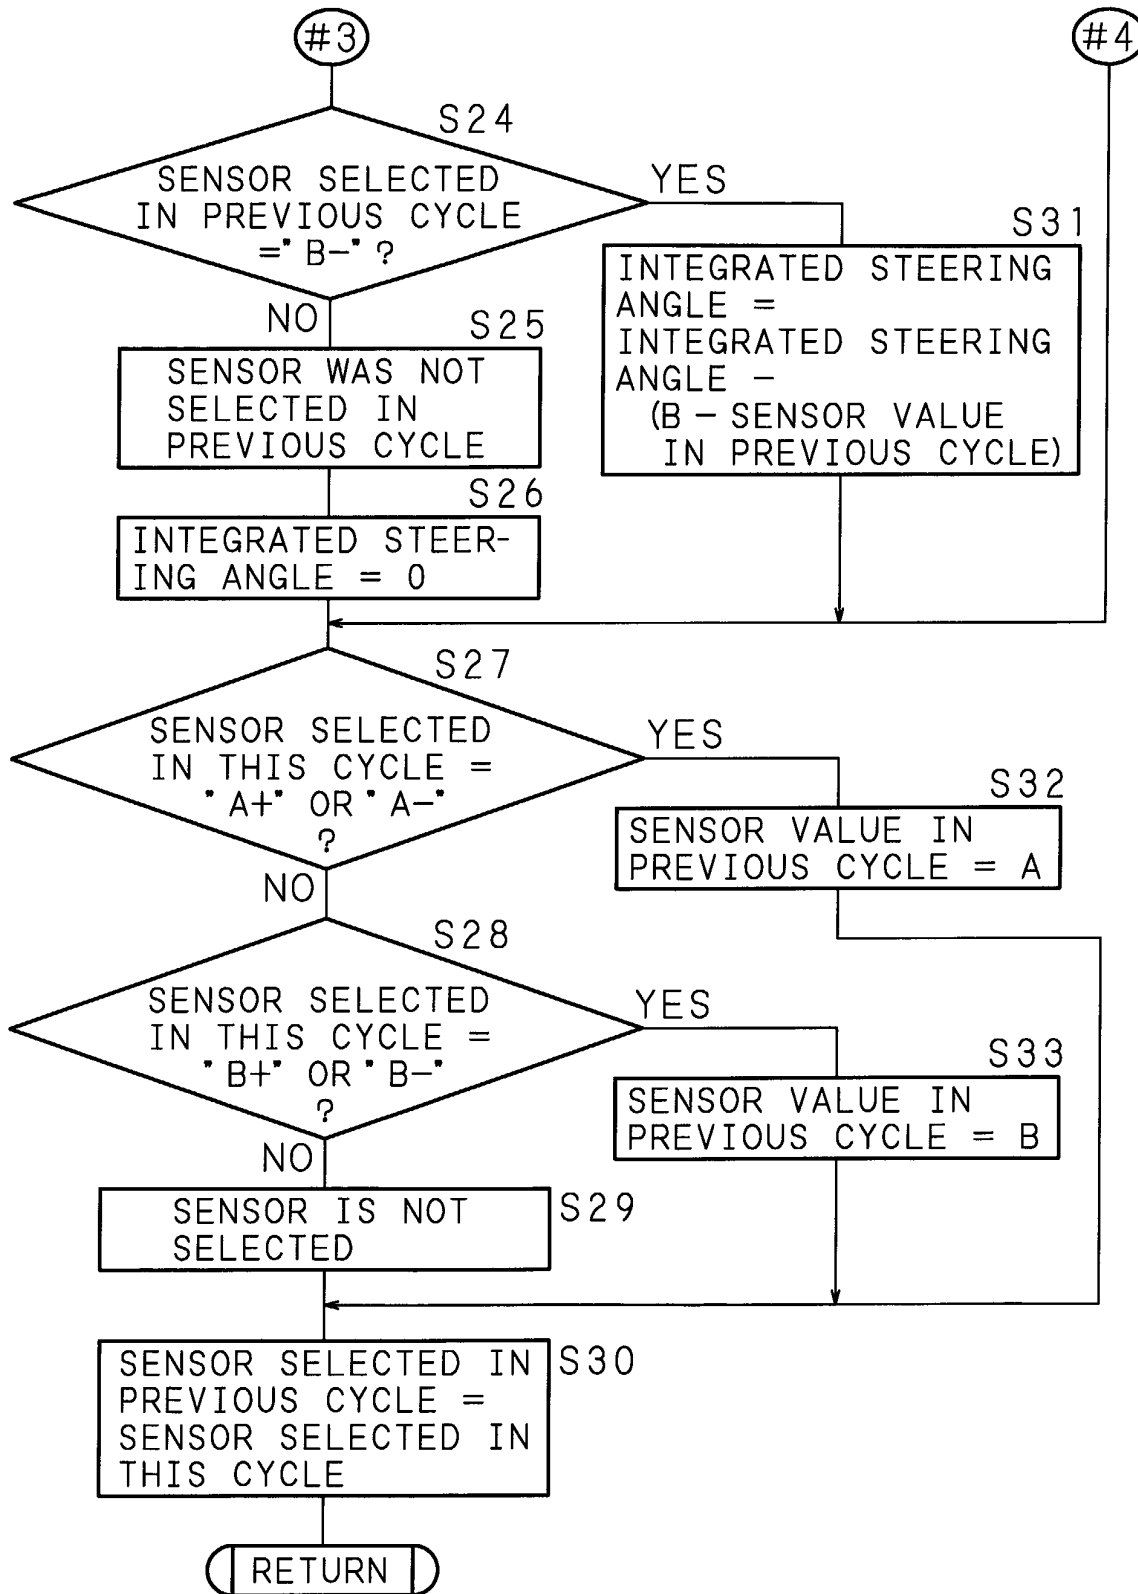 #3
#4
S24
SENSOR SELECTED
IN PREVIOUS CYCLE
="B−"?
YES
NO
S31
INTEGRATED STEERING
ANGLE =
INTEGRATED STEERING
ANGLE −
(B − SENSOR VALUE
IN PREVIOUS CYCLE)
S25
SENSOR WAS NOT
SELECTED IN
PREVIOUS CYCLE
S26
INTEGRATED STEER-
ING ANGLE = 0
S27
SENSOR SELECTED
IN THIS CYCLE =
"A+" OR "A−"
?
YES
NO
S32
SENSOR VALUE IN
PREVIOUS CYCLE = A
S28
SENSOR SELECTED
IN THIS CYCLE =
"B+" OR "B−"
?
YES
NO
S33
SENSOR VALUE IN
PREVIOUS CYCLE = B
S29
SENSOR IS NOT
SELECTED
S30
SENSOR SELECTED IN
PREVIOUS CYCLE =
SENSOR SELECTED IN
THIS CYCLE
RETURN